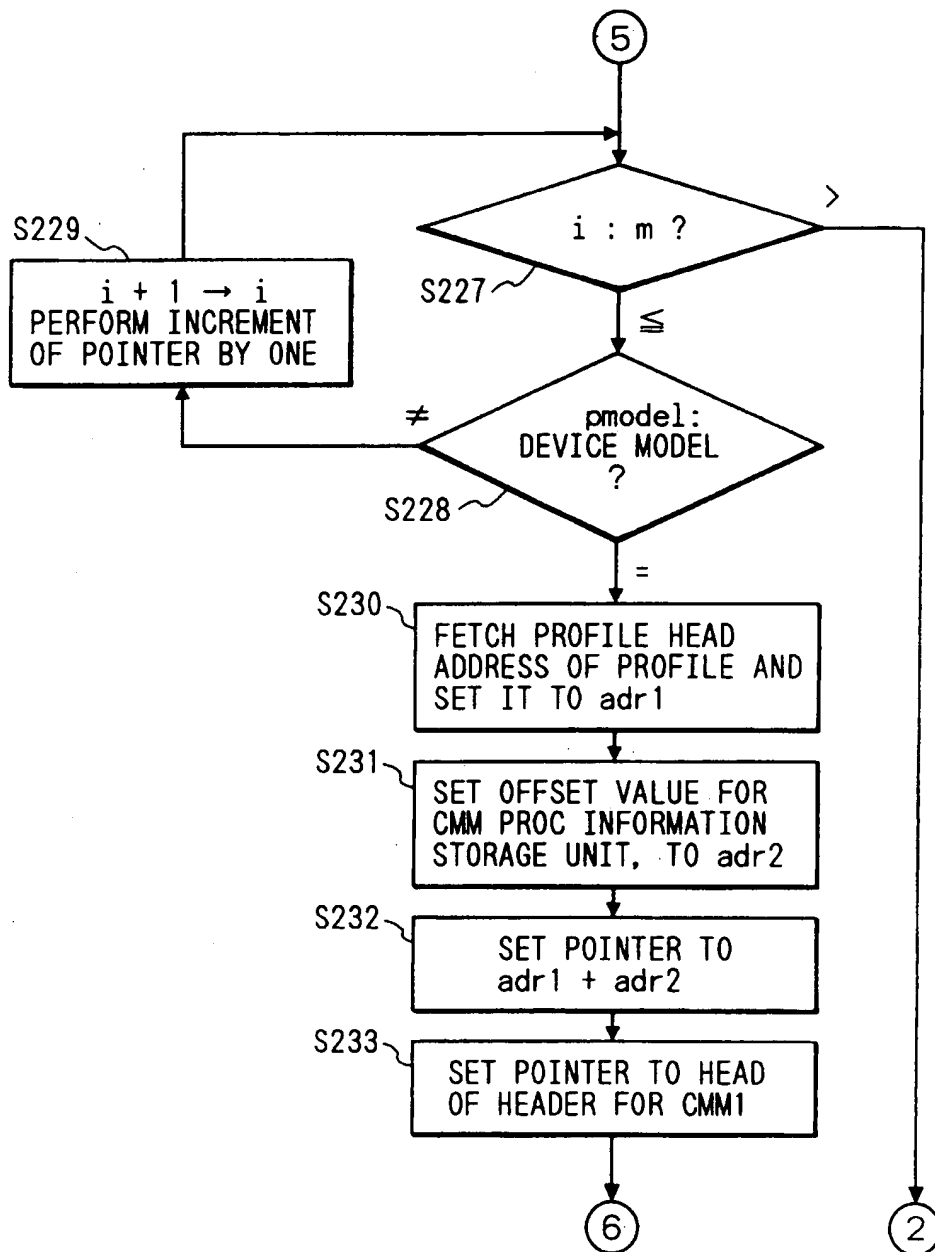 5
i : m ?
>
S227
≦
S229
i + 1 → i
PERFORM INCREMENT
OF POINTER BY ONE
≠
pmodel:
DEVICE MODEL
?
S228
=
S230
FETCH PROFILE HEAD
ADDRESS OF PROFILE AND
SET IT TO adr1
S231
SET OFFSET VALUE FOR
CMM PROC INFORMATION
STORAGE UNIT, TO adr2
S232
SET POINTER TO
adr1 + adr2
S233
SET POINTER TO HEAD
OF HEADER FOR CMM1
6
2